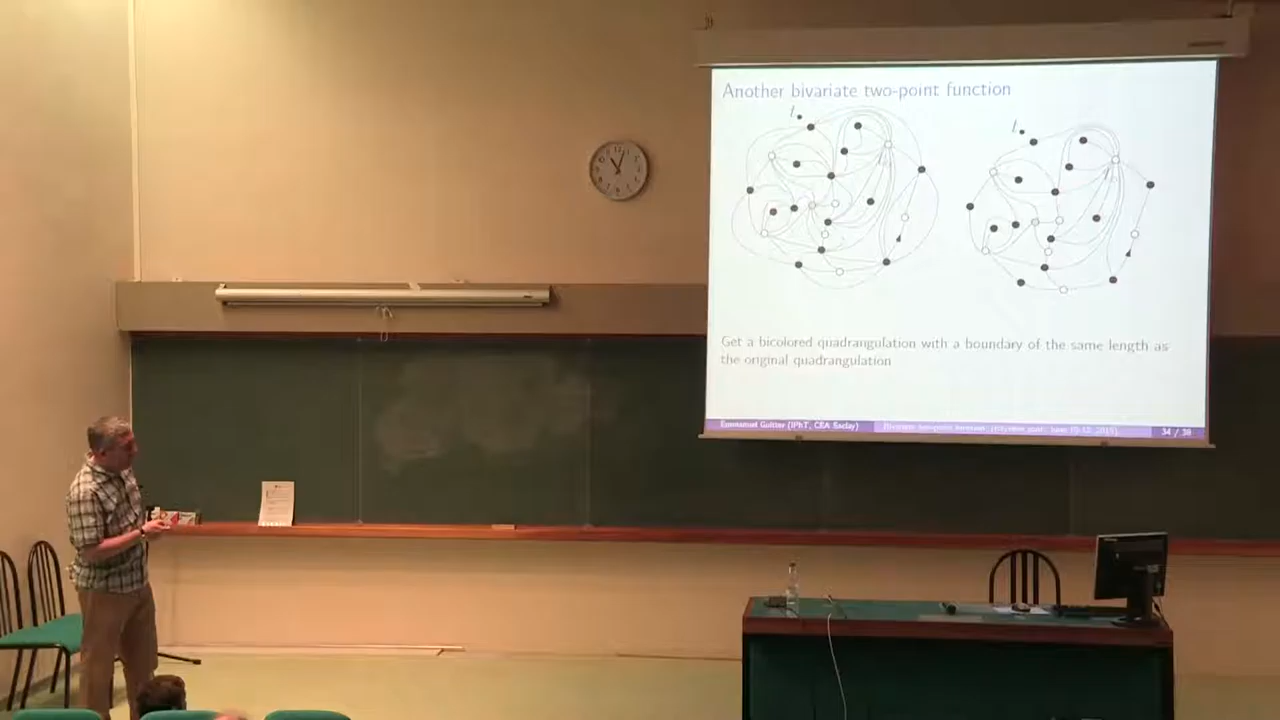 Another bivariate two-point function
Get a bicolored quadrangulation with a boundary of the same length as
the original quadrangulation
Emmanuel Guitter (IPhT, CEA Saclay)
34 / 38